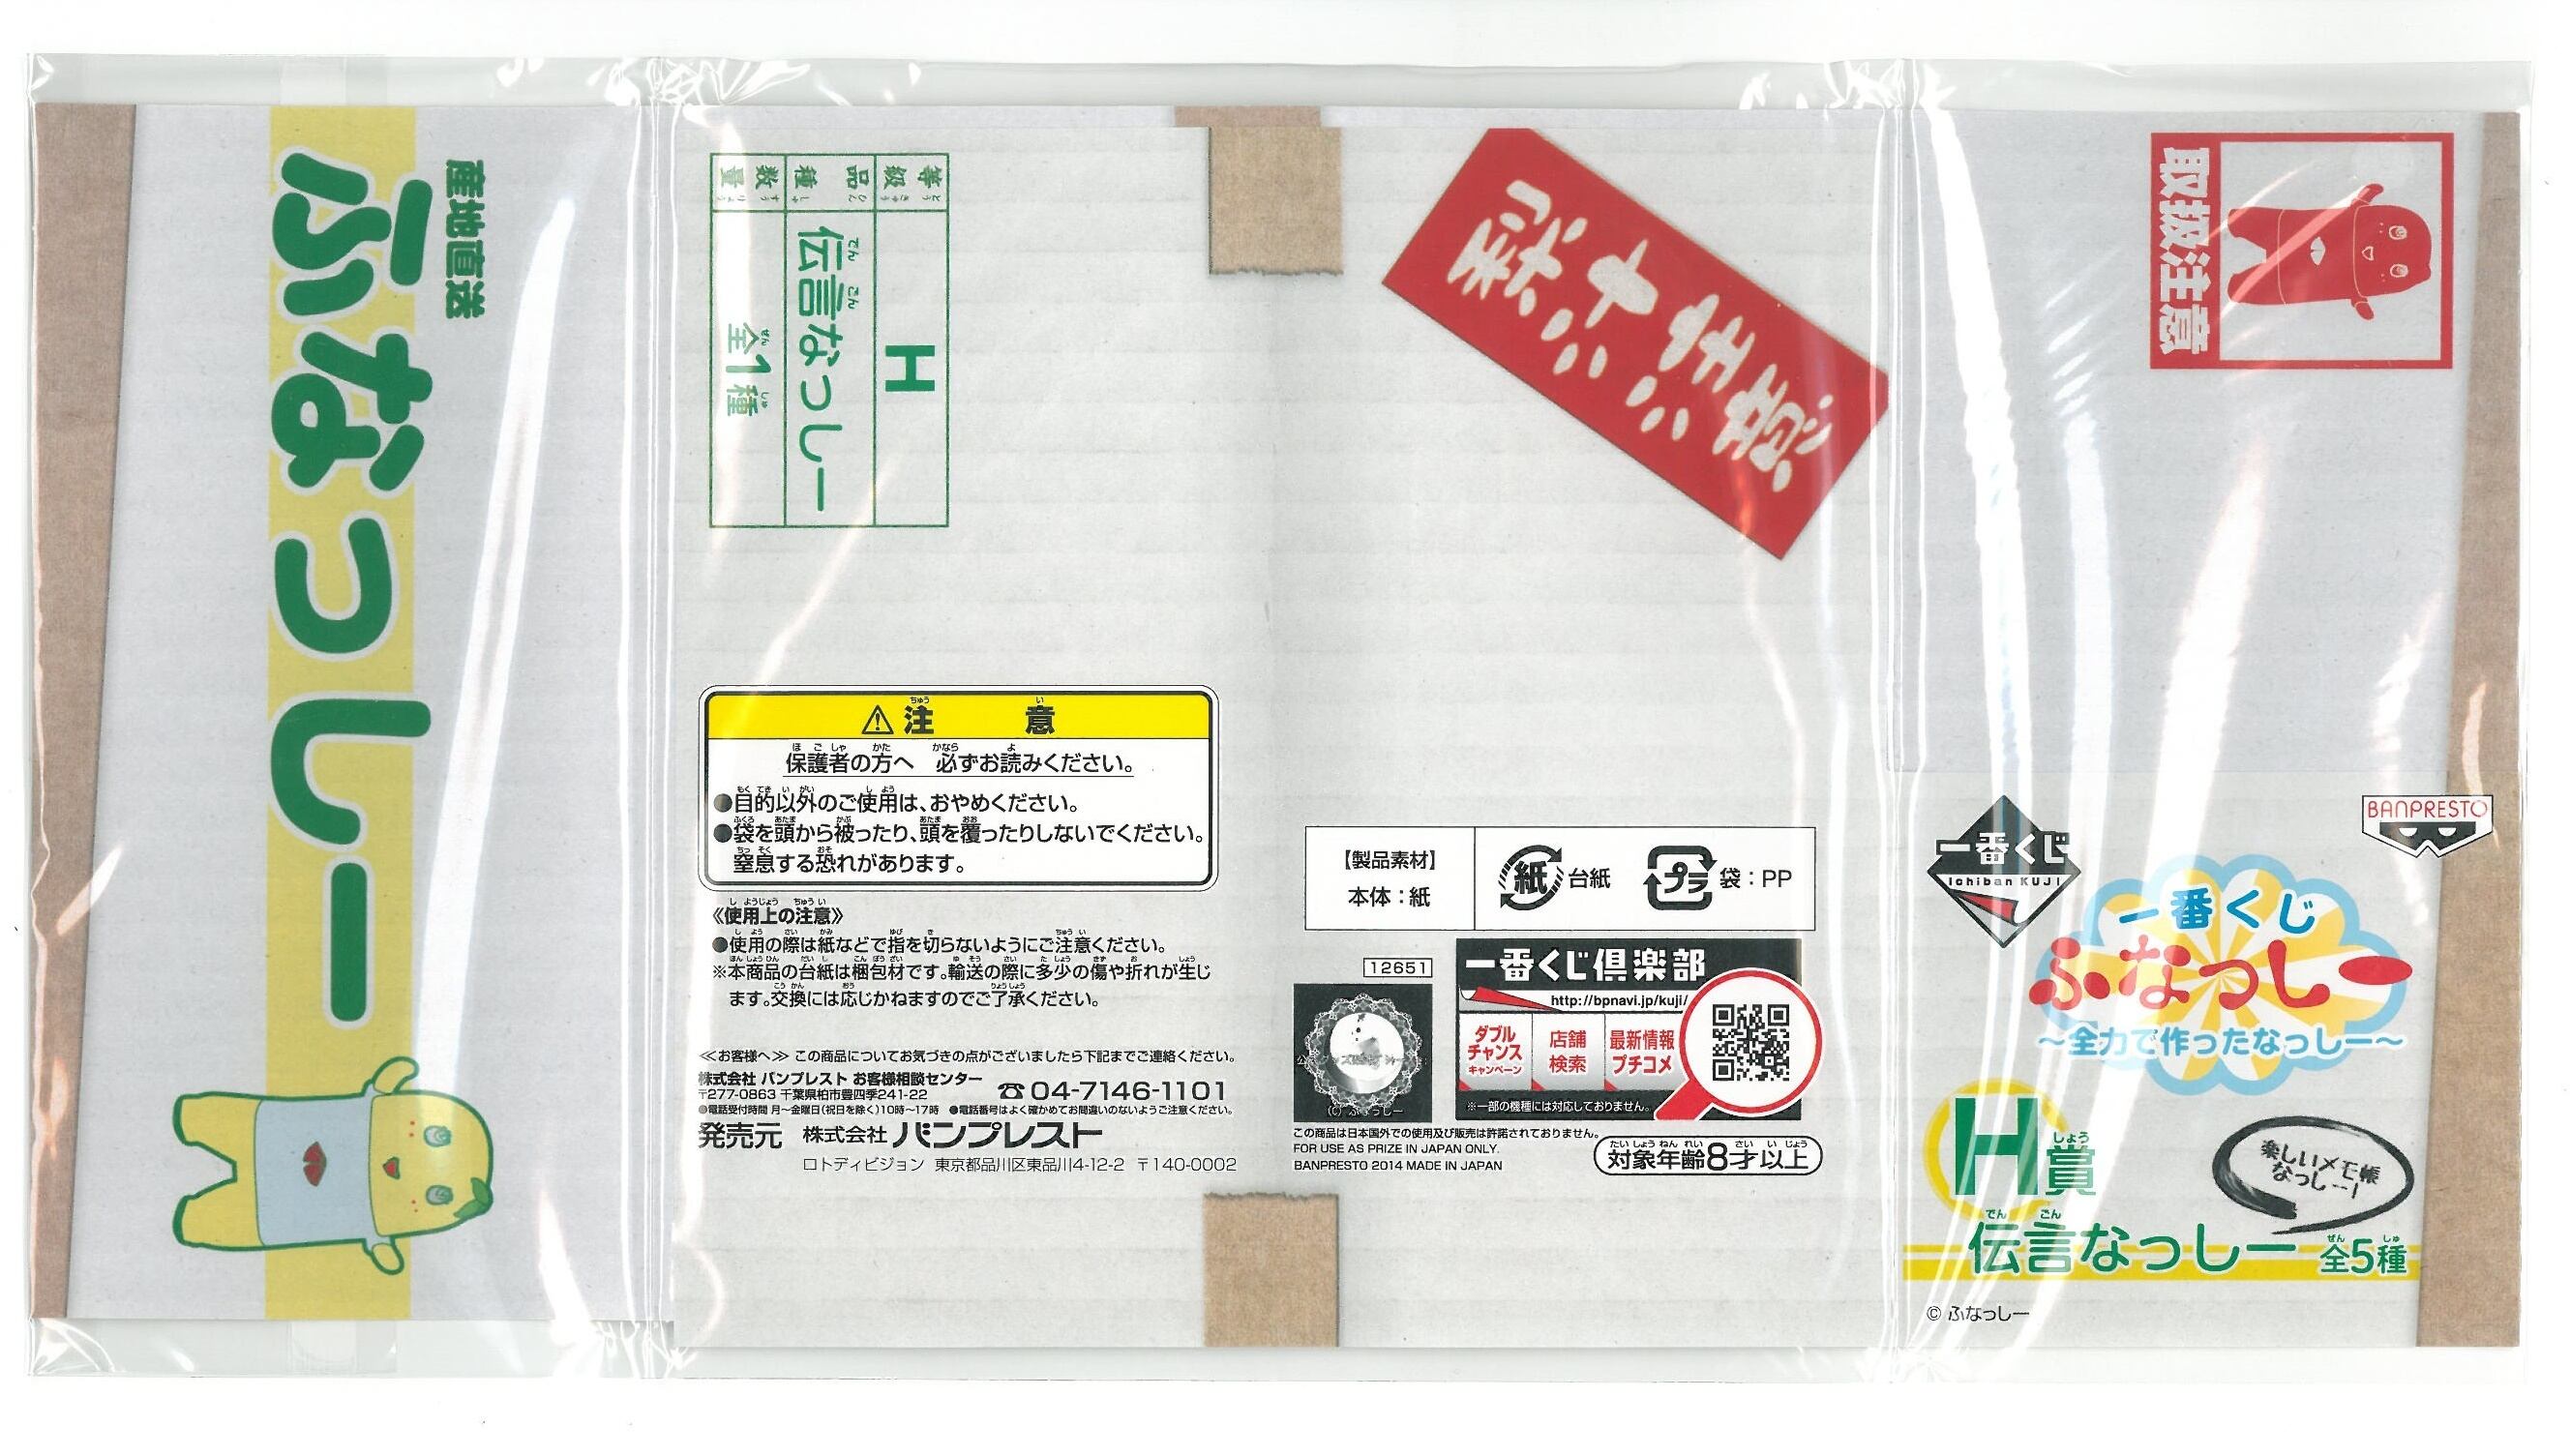 産地直送
ふなっしー
等級 H
品種 伝言なっしー
数量 全1種
梨汁注意
取扱注意
⚠注意
保護者の方へ 必ずお読みください。
●目的以外のご使用は、おやめください。
●袋を頭から被ったり、頭を覆ったりしないでください。
窒息する恐れがあります。
《使用上の注意》
●使用の際は紙などで指を切らないようにご注意ください。
※本商品の台紙は梱包材です。輸送の際に多少の傷や折れが生じ
ます。交換には応じかねますのでご了承ください。
≪お客様へ≫ この商品についてお気づきの点がございましたら下記までご連絡ください。
株式会社 バンプレスト お客様相談センター
〒277-0863 千葉県柏市豊四季241-22
☎04-7146-1101
●電話受付時間 月～金曜日(祝日を除く)10時～17時 ●電話番号はよく確かめてお間違いのないようご注意ください。
発売元 株式会社 バンプレスト
ロトディビジョン 東京都品川区東品川4-12-2 〒140-0002
【製品素材】
本体：紙
紙 台紙
プラ 袋：PP
12651
一番くじ倶楽部
http://bpnavi.jp/kuji/
ダブル
チャンス
キャンペーン
店舗
検索
最新情報
プチコメ
※一部の機種には対応しておりません。
(C) ふなっしー
この商品は日本国外での使用及び販売は許諾されておりません。
FOR USE AS PRIZE IN JAPAN ONLY.
BANPRESTO 2014 MADE IN JAPAN
対象年齢8才以上
一番くじ
Ichiban KUJI
BANPRESTO
一番くじ
ふなっしー
～全力で作ったなっしー～
H賞
楽しいメモ帳
なっしー！
伝言なっしー 全5種
© ふなっしー